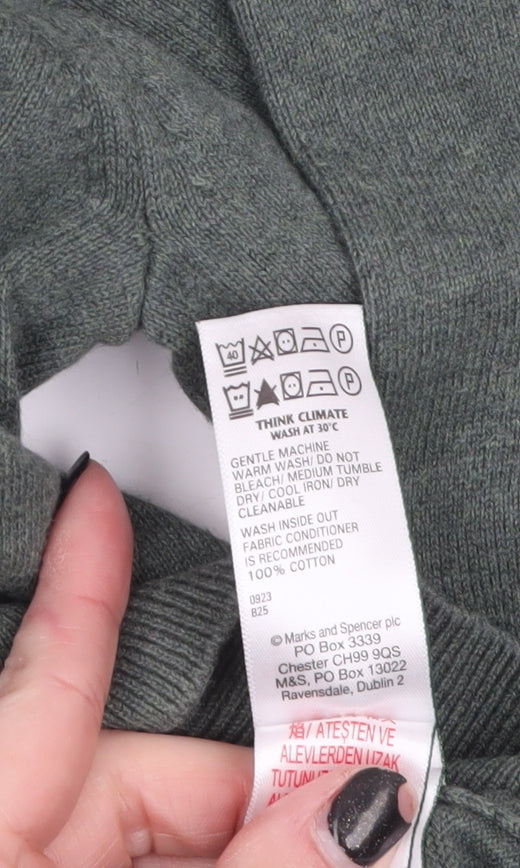 40 P
P
THINK CLIMATE
WASH AT 30°C
GENTLE MACHINE
WARM WASH/ DO NOT
BLEACH/ MEDIUM TUMBLE
DRY/ COOL IRON/ DRY
CLEANABLE
WASH INSIDE OUT
FABRIC CONDITIONER
IS RECOMMENDED
100% COTTON
0923
B25
© Marks and Spencer plc
PO Box 3339
Chester CH99 9QS
M&S, PO Box 13022
Ravensdale, Dublin 2
ATEŞTEN VE
ALEVLERDEN UZAK